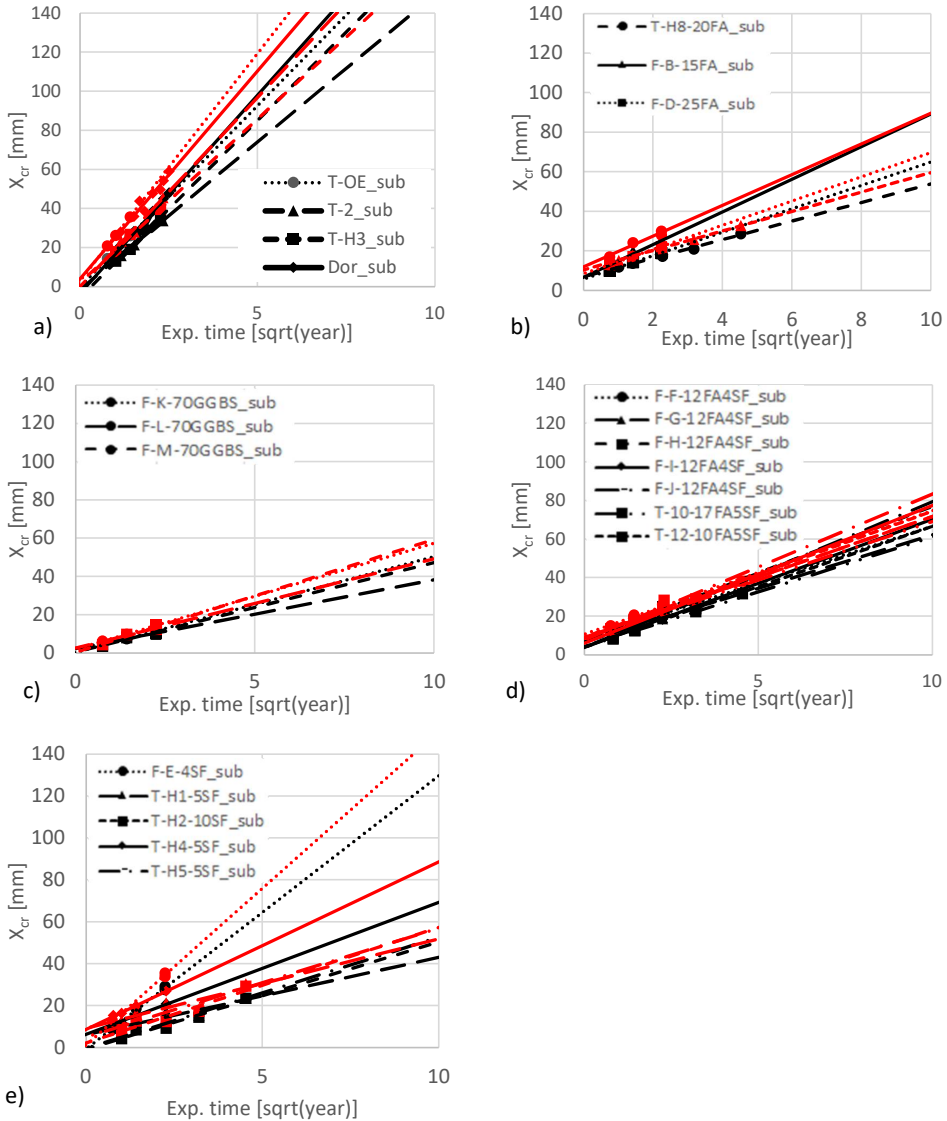 140
120
100
80
60
40
20
0
X_cr [mm]
T-OE_sub
T-2_sub
T-H3_sub
Dor_sub
0 5 10
Exp. time [sqrt(year)]
a)
140
120
100
80
60
40
20
0
X_cr [mm]
T-H8-20FA_sub
F-B-15FA_sub
F-D-25FA_sub
0 2 4 6 8 10
Exp. time [sqrt(year)]
b)
140
120
100
80
60
40
20
0
X_cr [mm]
F-K-70GGBS_sub
F-L-70GGBS_sub
F-M-70GGBS_sub
0 5 10
Exp. time [sqrt(year)]
c)
140
120
100
80
60
40
20
0
X_cr [mm]
F-F-12FA4SF_sub
F-G-12FA4SF_sub
F-H-12FA4SF_sub
F-I-12FA4SF_sub
F-J-12FA4SF_sub
T-10-17FA5SF_sub
T-12-10FA5SF_sub
0 5 10
Exp. time [sqrt(year)]
d)
140
120
100
80
60
40
20
0
X_cr [mm]
F-E-4SF_sub
T-H1-5SF_sub
T-H2-10SF_sub
T-H4-5SF_sub
T-H5-5SF_sub
0 5 10
Exp. time [sqrt(year)]
e)